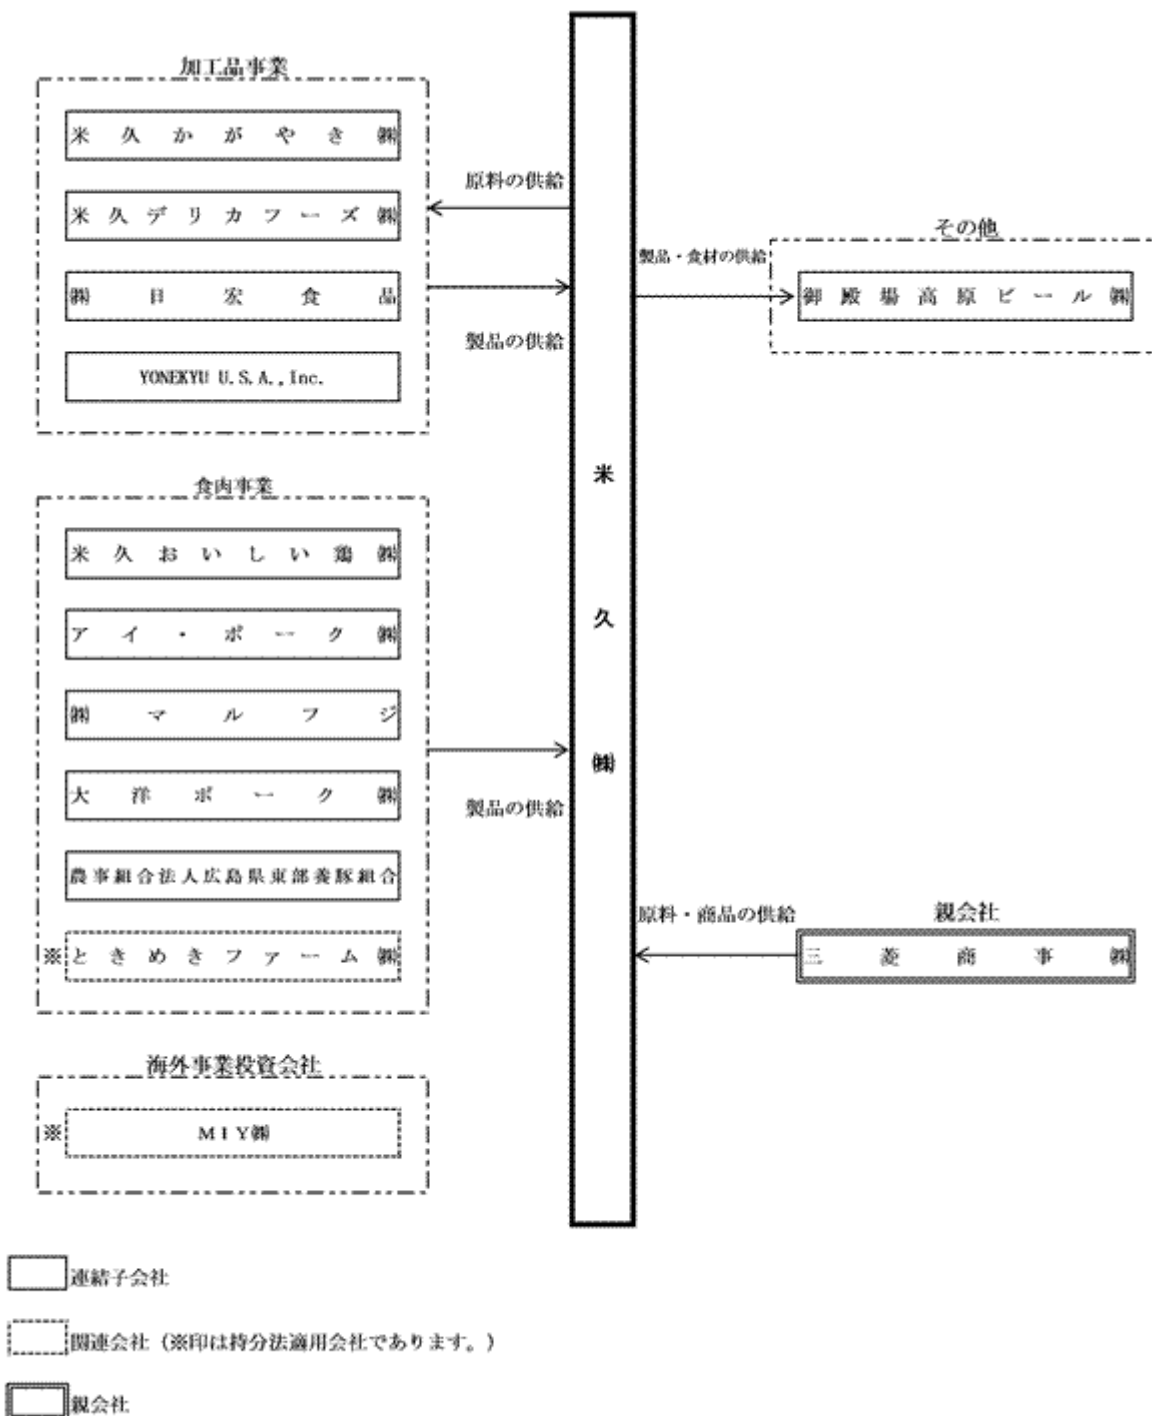 加工品事業
米久かがやき㈱
米久デリカフーズ㈱
㈱日宏食品
YONEKYU U.S.A.,Inc.
原料の供給
製品の供給
食肉事業
米久おいしい鶏㈱
アイ・ポーク㈱
㈱マルフジ
大洋ポーク㈱
農事組合法人広島県東部養豚組合
※ときめきファーム㈱
製品の供給
海外事業投資会社
※MIY㈱
米久㈱
その他
製品・食材の供給
御殿場高原ビール㈱
原料・商品の供給
親会社
三菱商事㈱
連結子会社
関連会社（※印は持分法適用会社であります。）
親会社